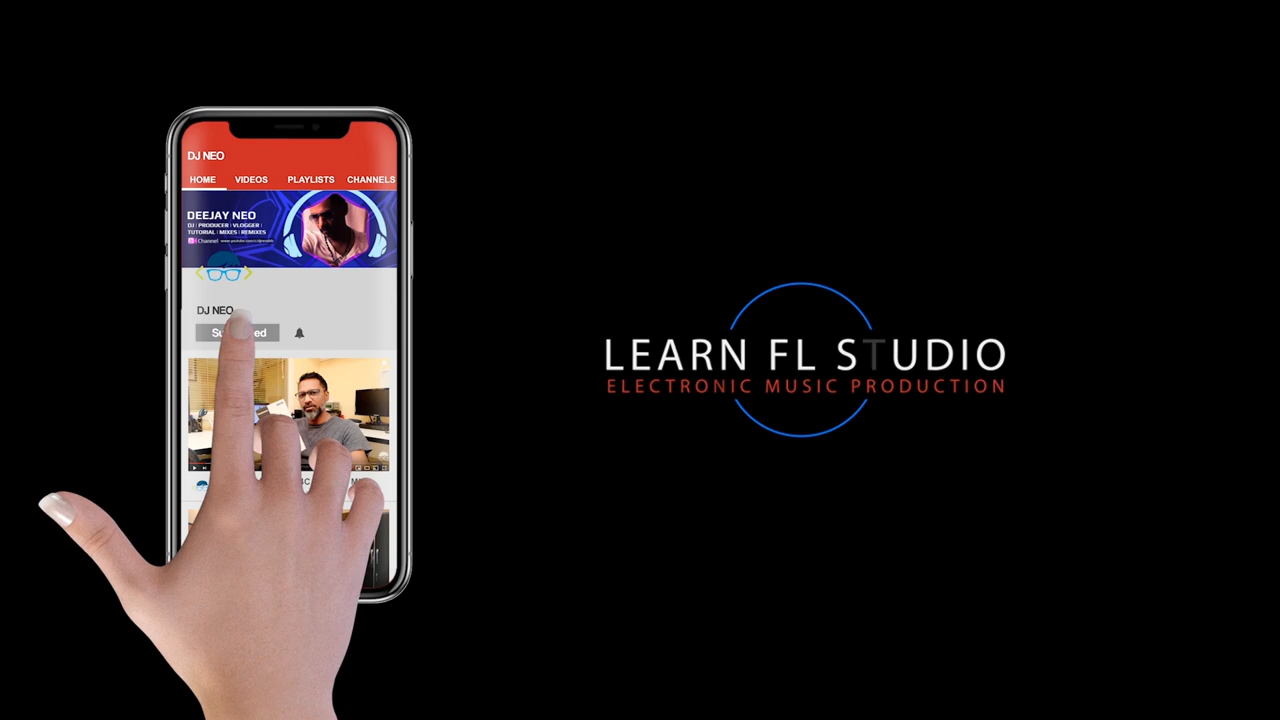 DJ NEO
HOME VIDEOS PLAYLISTS CHANNELS
DEEJAY NEO
DJ | PRODUCER | VLOGGER |
TUTORIAL | MIXES | REMIXES
Channel
DJ NEO
LEARN FL STUDIO
ELECTRONIC MUSIC PRODUCTION